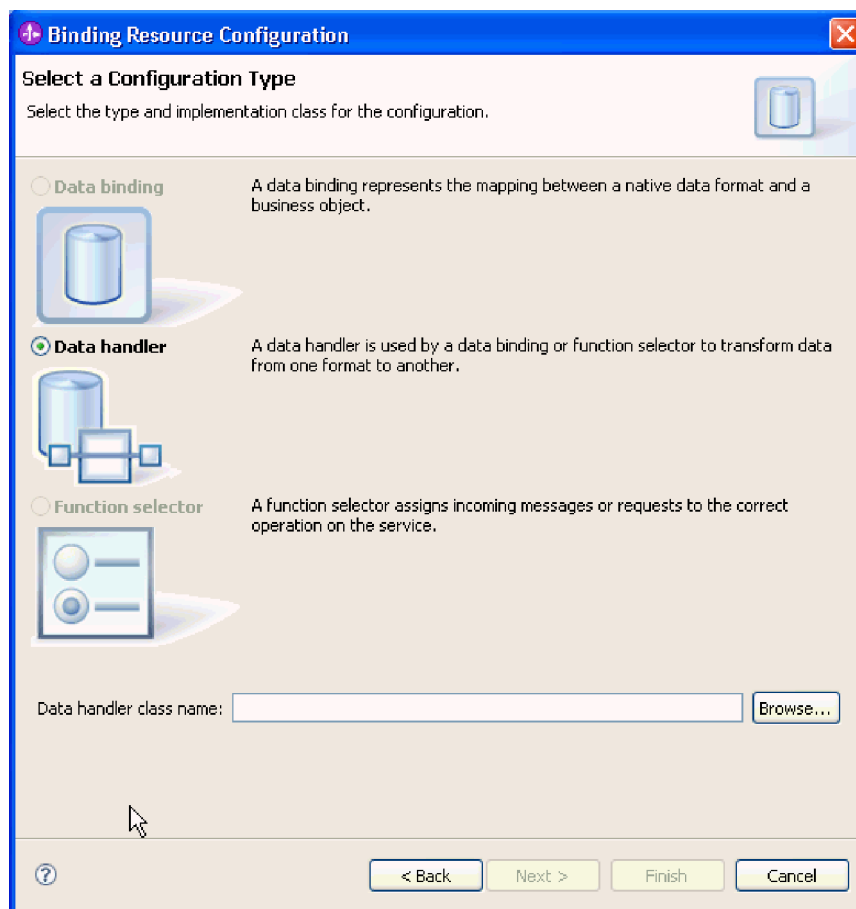 Binding Resource Configuration
Select a Configuration Type
Select the type and implementation class for the configuration.
Data binding
A data binding represents the mapping between a native data format and a
business object.
Data handler
A data handler is used by a data binding or function selector to transform data
from one format to another.
Function selector
A function selector assigns incoming messages or requests to the correct
operation on the service.
Data handler class name:
Browse...
?
< Back
Next >
Finish
Cancel